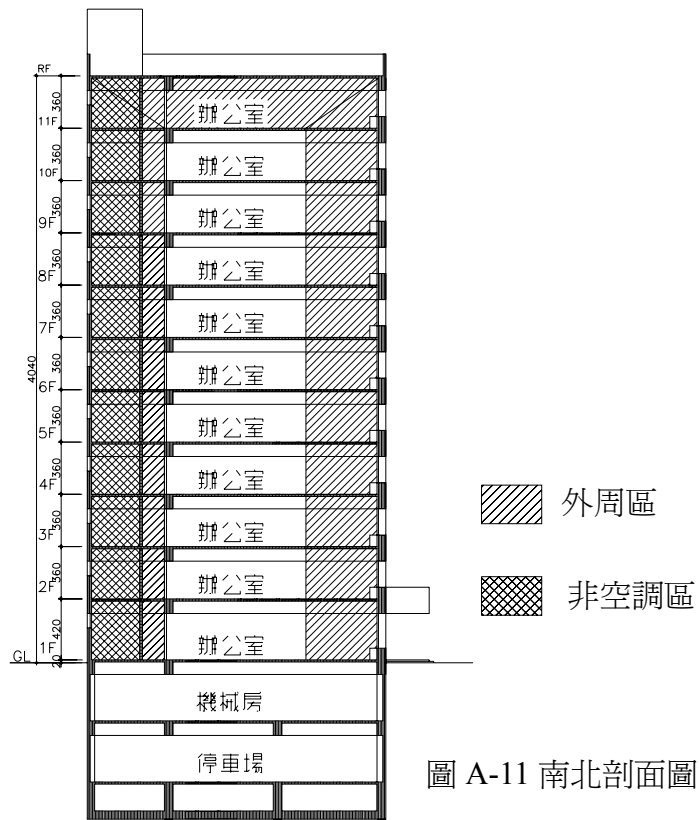 RF
360
11F
辦公室
360
10F
辦公室
360
9F
辦公室
360
8F
辦公室
360
7F
辦公室
4040
360
6F
辦公室
360
5F
辦公室
360
4F
辦公室
360
3F
辦公室
360
2F
辦公室
420
1F
辦公室
20
GL
機械房
停車場
外周區
非空調區
圖 A-11 南北剖面圖